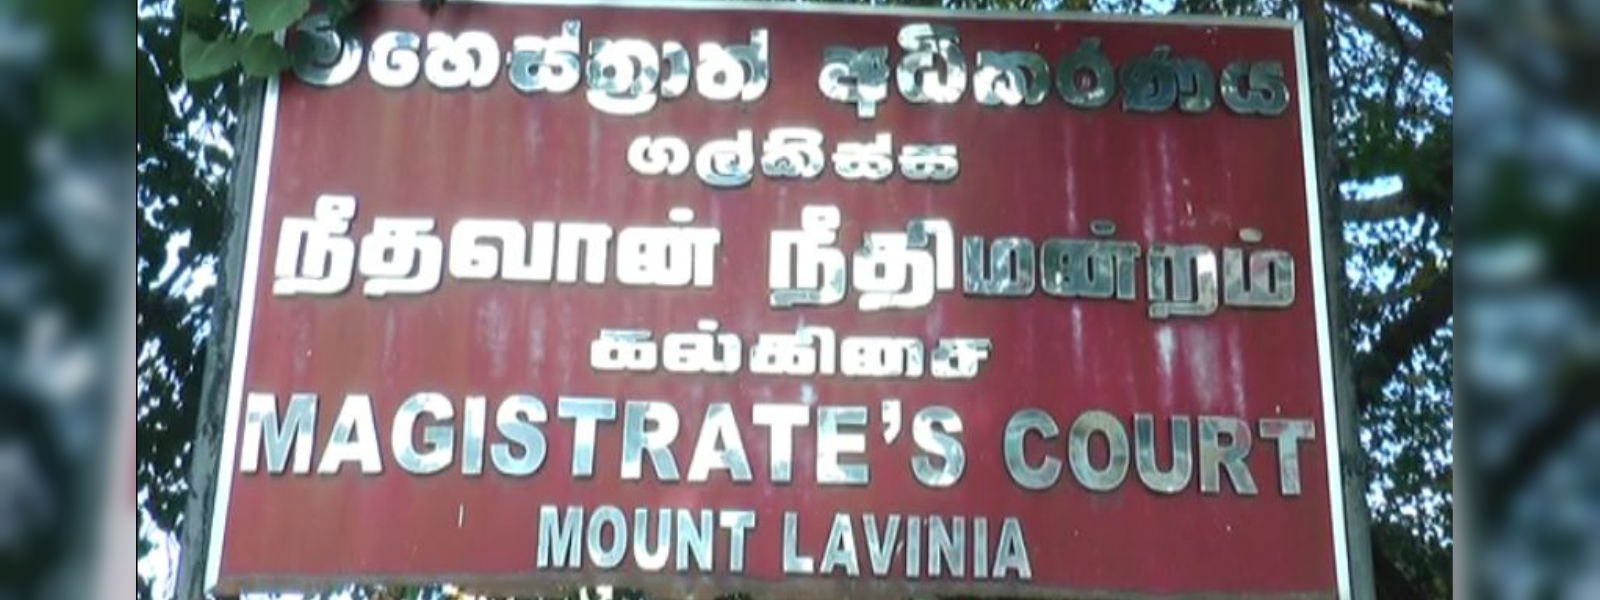 මහෙස්ත්‍රාත් අධිකරණය
ගල්කිස්ස
நீதவான் நீதிமன்றம்
கல்கிசை
MAGISTRATE'S COURT
MOUNT LAVINIA